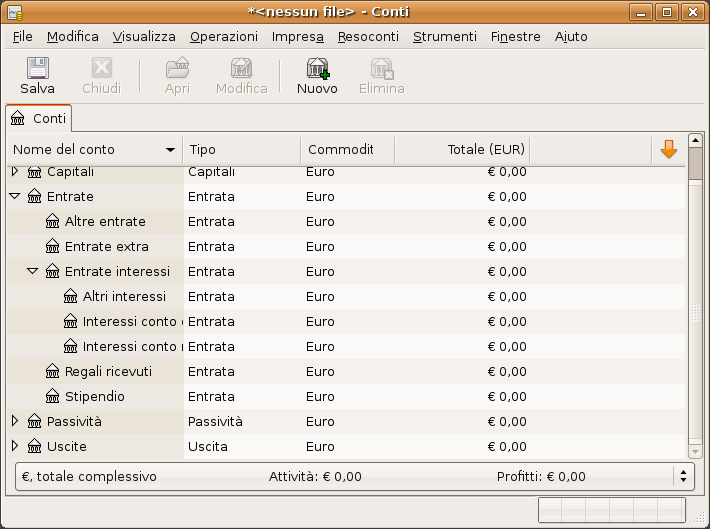 *<nessun file> - Conti
File Modifica Visualizza Operazioni Impresa Resoconti Strumenti Finestre Aiuto
Salva Chiudi Apri Modifica Nuovo Elimina
Conti
Nome del conto Tipo Commodit Totale (EUR)
Capitali Capitali Euro € 0,00
Entrate Entrata Euro € 0,00
Altre entrate Entrata Euro € 0,00
Entrate extra Entrata Euro € 0,00
Entrate interessi Entrata Euro € 0,00
Altri interessi Entrata Euro € 0,00
Interessi conto Entrata Euro € 0,00
Interessi conto Entrata Euro € 0,00
Regali ricevuti Entrata Euro € 0,00
Stipendio Entrata Euro € 0,00
Passività Passività Euro € 0,00
Uscite Uscita Euro € 0,00
€, totale complessivo Attività: € 0,00 Profitti: € 0,00